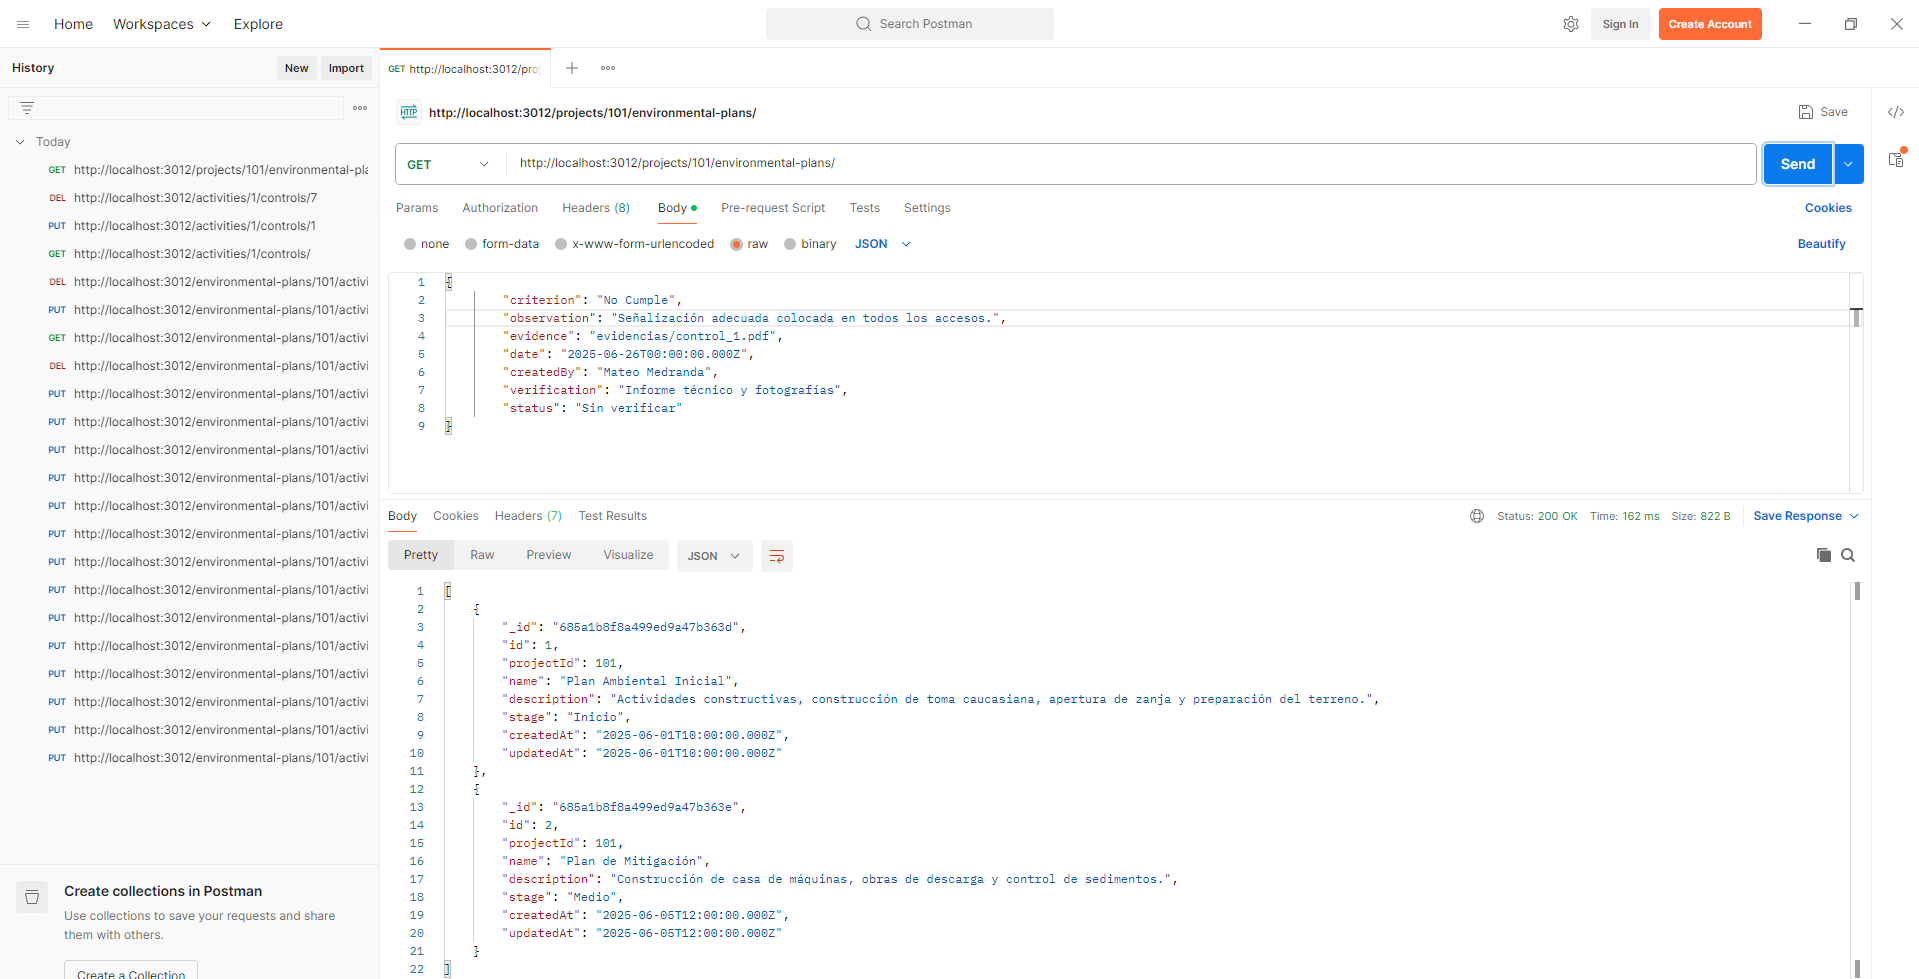 Home Workspaces Explore Search Postman Sign In Create Account
History New Import
GET http://localhost:3012/pro
HTTP http://localhost:3012/projects/101/environmental-plans/ Save
Today
GET http://localhost:3012/projects/101/environmental-pla
DEL http://localhost:3012/activities/1/controls/7
PUT http://localhost:3012/activities/1/controls/1
GET http://localhost:3012/activities/1/controls/
DEL http://localhost:3012/environmental-plans/101/activi
PUT http://localhost:3012/environmental-plans/101/activi
GET http://localhost:3012/environmental-plans/101/activi
DEL http://localhost:3012/environmental-plans/101/activi
PUT http://localhost:3012/environmental-plans/101/activi
PUT http://localhost:3012/environmental-plans/101/activi
PUT http://localhost:3012/environmental-plans/101/activi
PUT http://localhost:3012/environmental-plans/101/activi
PUT http://localhost:3012/environmental-plans/101/activi
PUT http://localhost:3012/environmental-plans/101/activi
PUT http://localhost:3012/environmental-plans/101/activi
PUT http://localhost:3012/environmental-plans/101/activi
PUT http://localhost:3012/environmental-plans/101/activi
PUT http://localhost:3012/environmental-plans/101/activi
PUT http://localhost:3012/environmental-plans/101/activi
PUT http://localhost:3012/environmental-plans/101/activi
PUT http://localhost:3012/environmental-plans/101/activi
PUT http://localhost:3012/environmental-plans/101/activi
Create collections in Postman
Use collections to save your requests and share
them with others.
Create a Collection
GET http://localhost:3012/projects/101/environmental-plans/ Send
Params Authorization Headers (8) Body Pre-request Script Tests Settings Cookies
none form-data x-www-form-urlencoded raw binary JSON Beautify
1 {
2 "criterion": "No Cumple",
3 "observation": "Señalización adecuada colocada en todos los accesos.",
4 "evidence": "evidencias/control_1.pdf",
5 "date": "2025-06-26T00:00:00.000Z",
6 "createdBy": "Mateo Medranda",
7 "verification": "Informe técnico y fotografías",
8 "status": "Sin verificar"
9 }
Body Cookies Headers (7) Test Results Status: 200 OK Time: 162 ms Size: 822 B Save Response
Pretty Raw Preview Visualize JSON
1 [
2 {
3 "_id": "685a1b8f8a499ed9a47b363d",
4 "id": 1,
5 "projectId": 101,
6 "name": "Plan Ambiental Inicial",
7 "description": "Actividades constructivas, construcción de toma caucasiana, apertura de zanja y preparación del terreno.",
8 "stage": "Inicio",
9 "createdAt": "2025-06-01T10:00:00.000Z",
10 "updatedAt": "2025-06-01T10:00:00.000Z"
11 },
12 {
13 "_id": "685a1b8f8a499ed9a47b363e",
14 "id": 2,
15 "projectId": 101,
16 "name": "Plan de Mitigación",
17 "description": "Construcción de casa de máquinas, obras de descarga y control de sedimentos.",
18 "stage": "Medio",
19 "createdAt": "2025-06-05T12:00:00.000Z",
20 "updatedAt": "2025-06-05T12:00:00.000Z"
21 }
22 ]